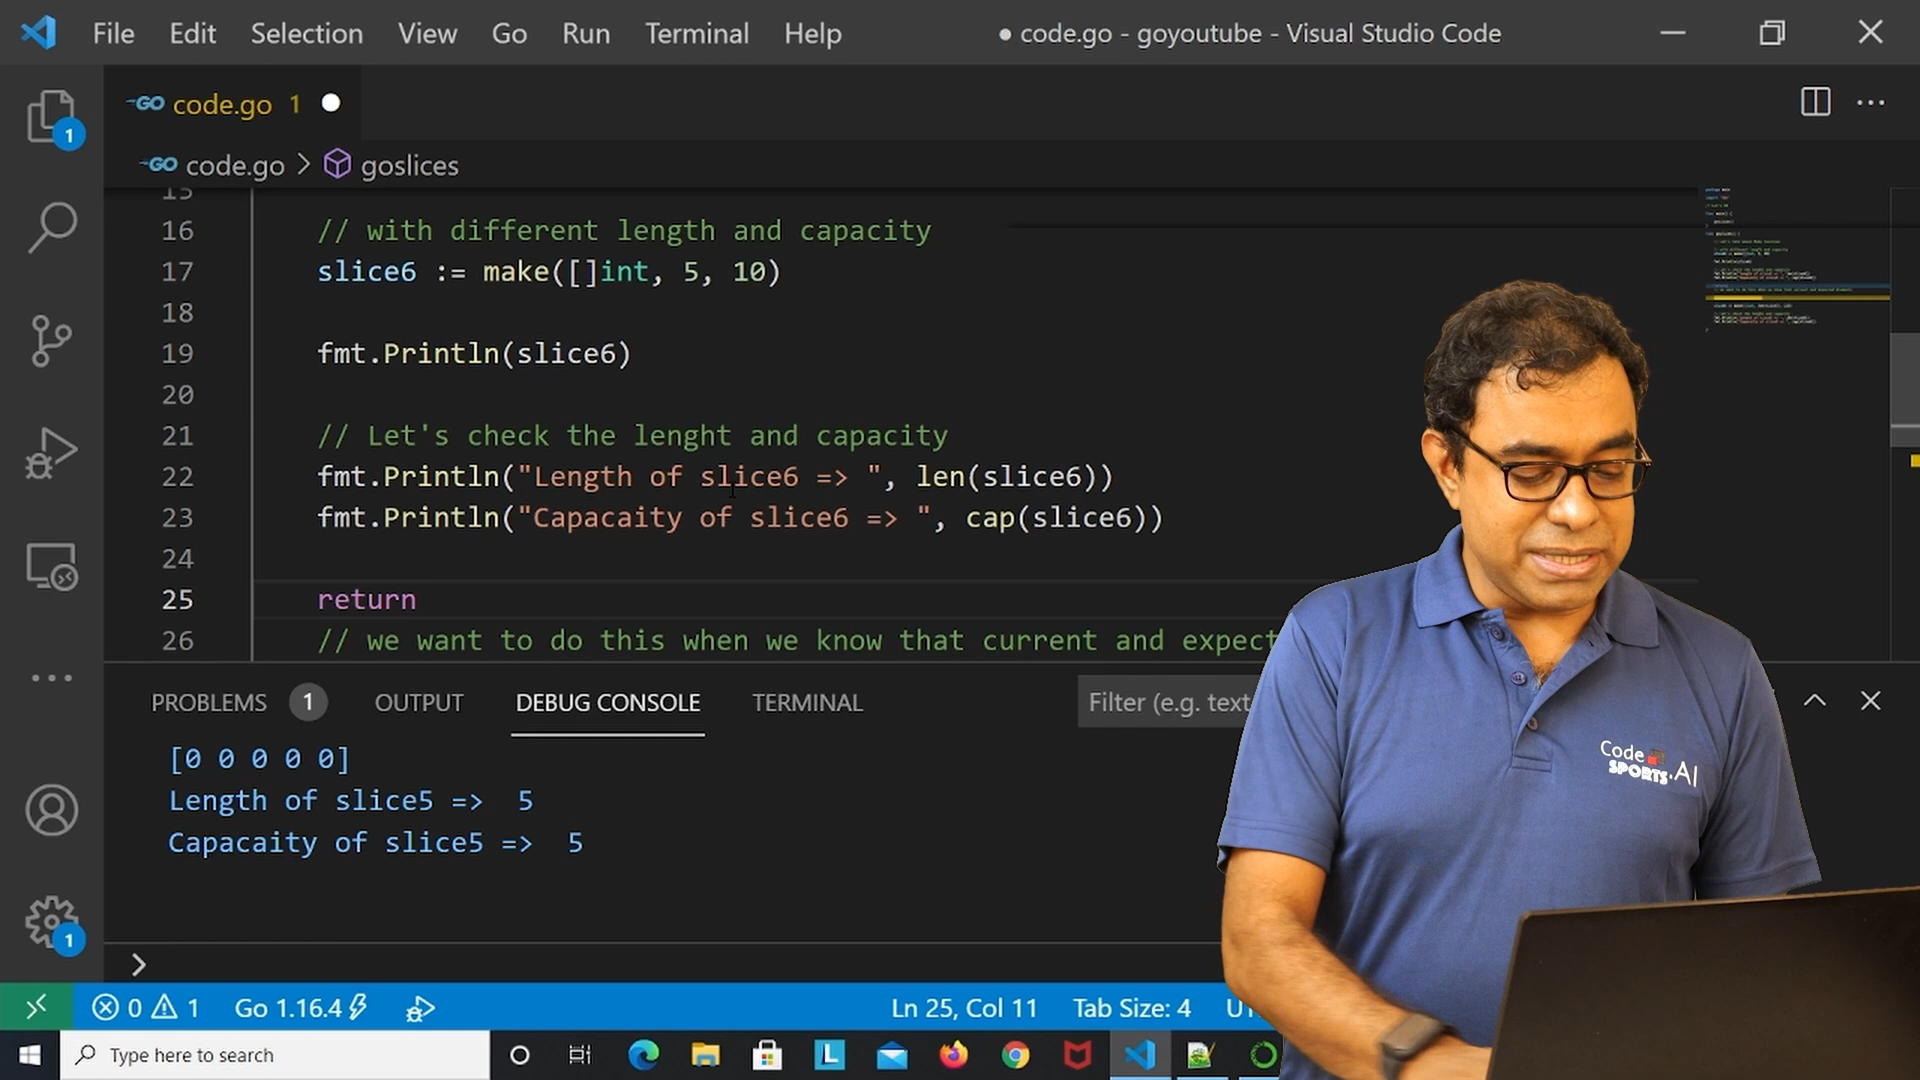 File Edit Selection View Go Run Terminal Help
● code.go - goyoutube - Visual Studio Code
GO code.go 1
GO code.go > goslices
15
16 // with different length and capacity
17 slice6 := make([]int, 5, 10)
18
19 fmt.Println(slice6)
20
21 // Let's check the lenght and capacity
22 fmt.Println("Length of slice6 => ", len(slice6))
23 fmt.Println("Capacaity of slice6 => ", cap(slice6))
24
25 return
26 // we want to do this when we know that current and expect
PROBLEMS 1 OUTPUT DEBUG CONSOLE TERMINAL Filter (e.g. text
[0 0 0 0 0]
Length of slice5 => 5
Capacaity of slice5 => 5
>
0 1 Go 1.16.4 Ln 25, Col 11 Tab Size: 4
Type here to search
1
1
L
Code
SPORTS.AI